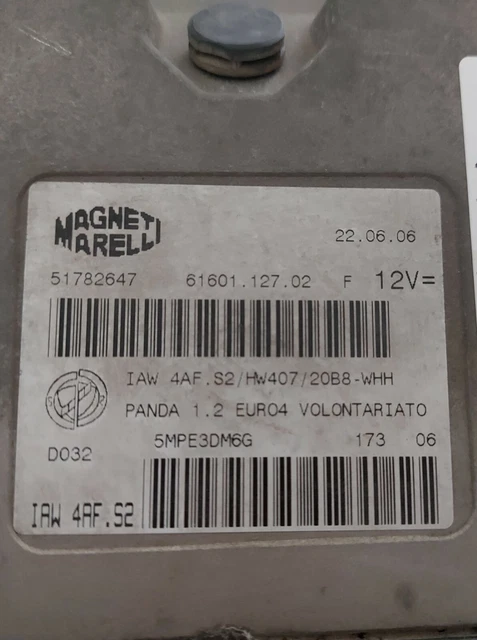 MAGNETI
MARELLI
22.06.06
51782647 61601.127.02 F 12V=
IAW 4AF.S2/HW407/20B8-WHH
PANDA 1.2 EURO4 VOLONTARIATO
D032 5MPE3DM6G 173 06
IAW 4AF.S2